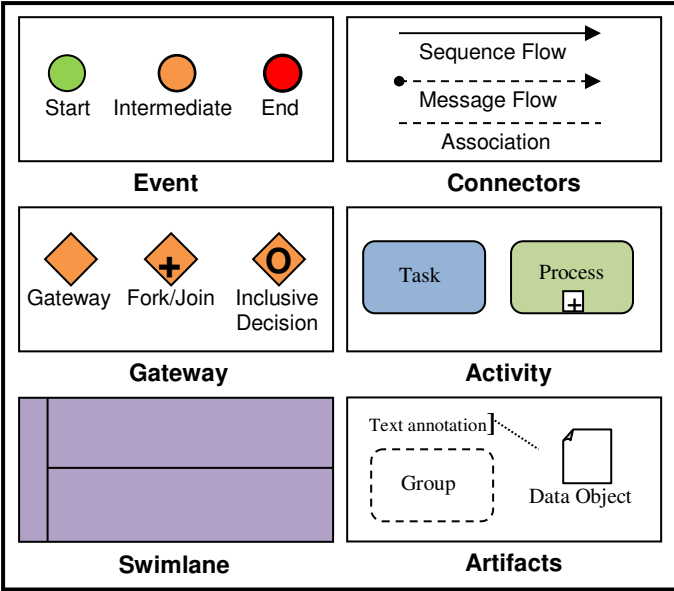 Start Intermediate End
Event
Sequence Flow
Message Flow
Association
Connectors
+ O
Gateway Fork/Join Inclusive
Decision
Gateway
Task Process
+
Activity
Swimlane
Text annotation]
Group
Data Object
Artifacts